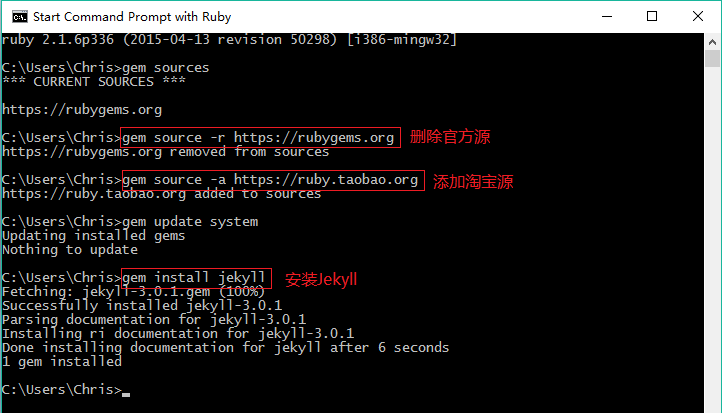 Start Command Prompt with Ruby
ruby 2.1.6p336 (2015-04-13 revision 50298) [i386-mingw32]
C:\Users\Chris>gem sources
*** CURRENT SOURCES ***
https://rubygems.org
C:\Users\Chris>gem source -r https://rubygems.org 删除官方源
https://rubygems.org removed from sources
C:\Users\Chris>gem source -a https://ruby.taobao.org 添加淘宝源
https://ruby.taobao.org added to sources
C:\Users\Chris>gem update system
Updating installed gems
Nothing to update
C:\Users\Chris>gem install jekyll 安装Jekyll
Fetching: jekyll-3.0.1.gem (100%)
Successfully installed jekyll-3.0.1
Parsing documentation for jekyll-3.0.1
Installing ri documentation for jekyll-3.0.1
Done installing documentation for jekyll after 6 seconds
1 gem installed
C:\Users\Chris>